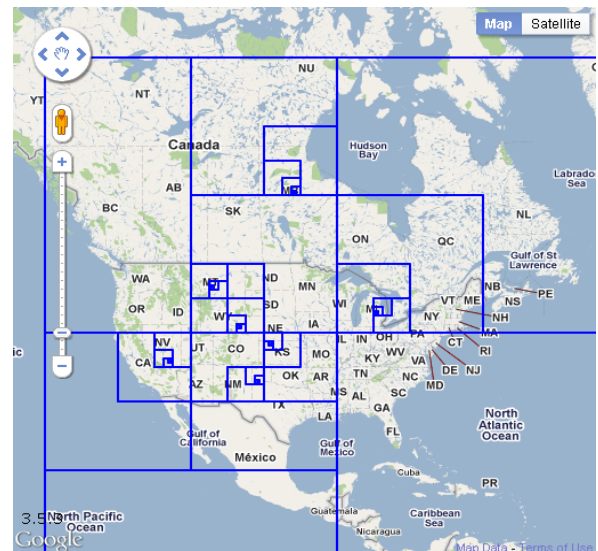 Map Satellite
NU
YT
NT
Canada
Hudson
Bay
Labrador
Sea
AB
BC
SK
ON
QC
NL
Gulf of St
Lawrence
WA
MT
ND
MN
NB
PE
OR
ID
SD
WI
VT ME
NS
WY
IA
NY
NH
NE
MA
NV
UT
CO
KS
MO
IL IN OH
PA
CT
RI
CA
KY
WV
VA
DE
NJ
TN
OK
AZ
NM
AR
NC
MD
MS AL
SC
TX
GA
LA
North
Atlantic
Ocean
FL
Gulf of
California
Gulf of
Mexico
México
Cuba
PR
Guatemala
Caribbean
Sea
Nicaragua
North Pacific
Ocean
Google
Map Data - Terms of Use